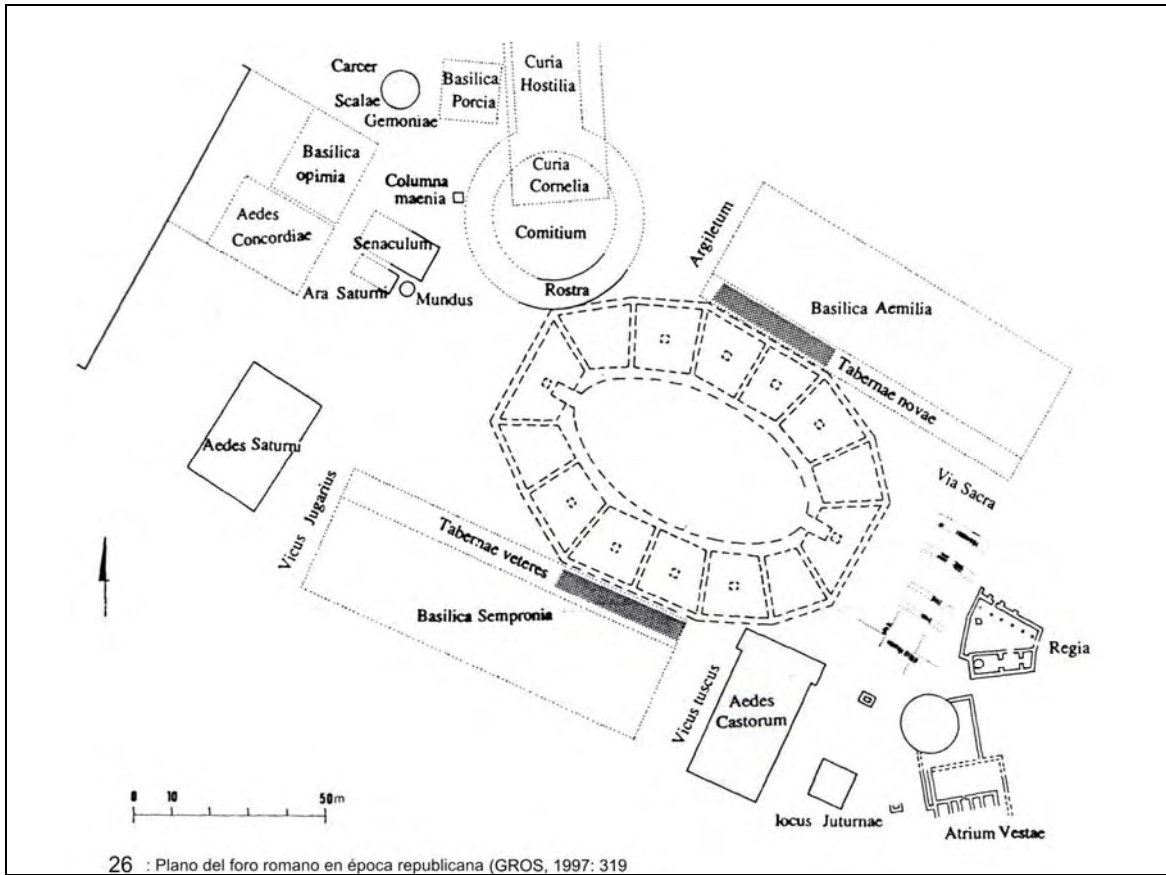 Carcer
Scalae
Gemoniae
Basilica
Porcia
Curia
Hostilia
Basilica
opimia
Columna
maenia
Curia
Cornelia
Aedes
Concordiae
Senaculum
Comitium
Argiletum
Ara Saturni
Mundus
Rostra
Basilica Aemilia
Tabernae novae
Aedes Saturni
Via Sacra
Vicus Jugarius
Tabernae veteres
Basilica Sempronia
Regia
Vicus tuscus
Aedes
Castorum
0 10 50m
locus Juturnae
Atrium Vestae
26 : Plano del foro romano en época republicana (GROS, 1997: 319